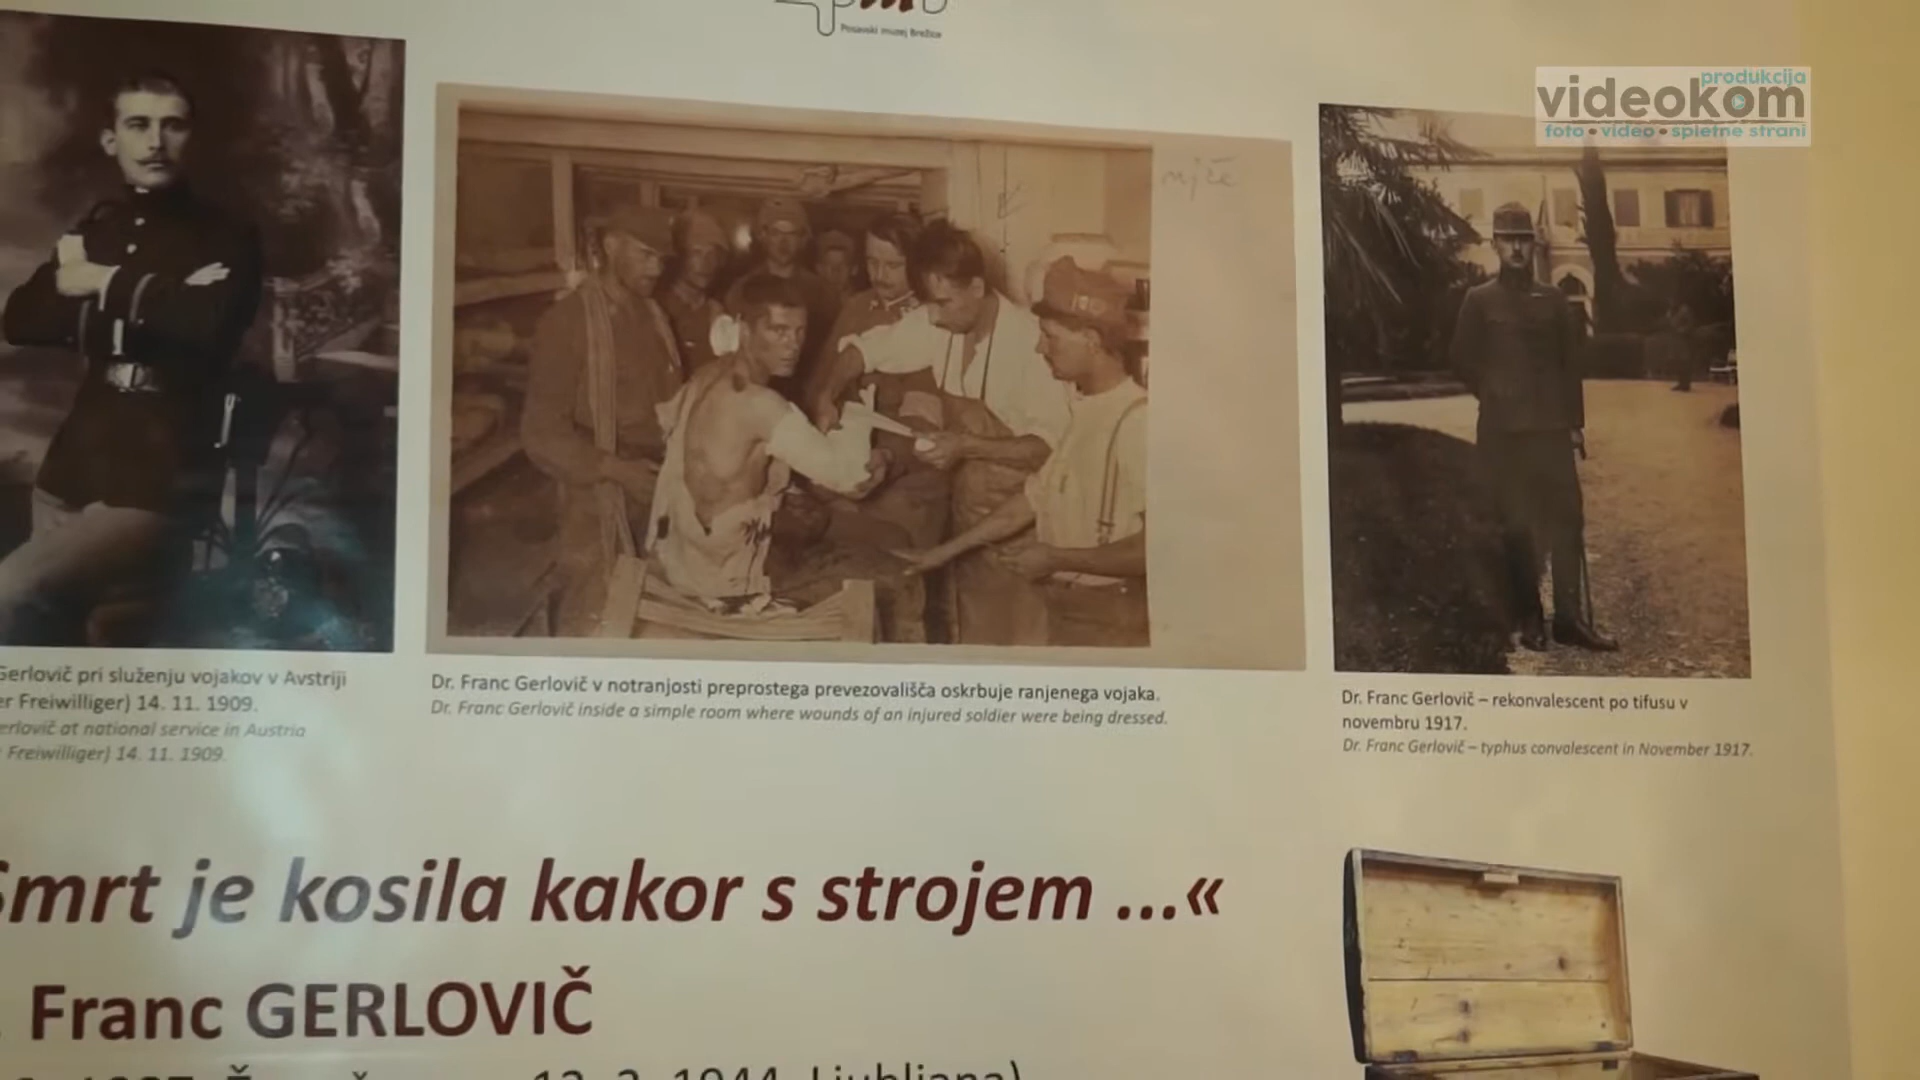 Posavski muzej Brežice
produkcija
videokom
foto • video • spletne strani
Gerlovič pri služenju vojakov v Avstriji
er Freiwilliger) 14. 11. 1909.
erlovič at national service in Austria
r Freiwilliger) 14. 11. 1909.
Dr. Franc Gerlovič v notranjosti preprostega prevezovališča oskrbuje ranjenega vojaka.
Dr. Franc Gerlovič inside a simple room where wounds of an injured soldier were being dressed.
Dr. Franc Gerlovič – rekonvalescent po tifusu v
novembru 1917.
Dr. Franc Gerlovič – typhus convalescent in November 1917.
Smrt je kosila kakor s strojem ...«
Franc GERLOVIČ
1944, Ljubljana)